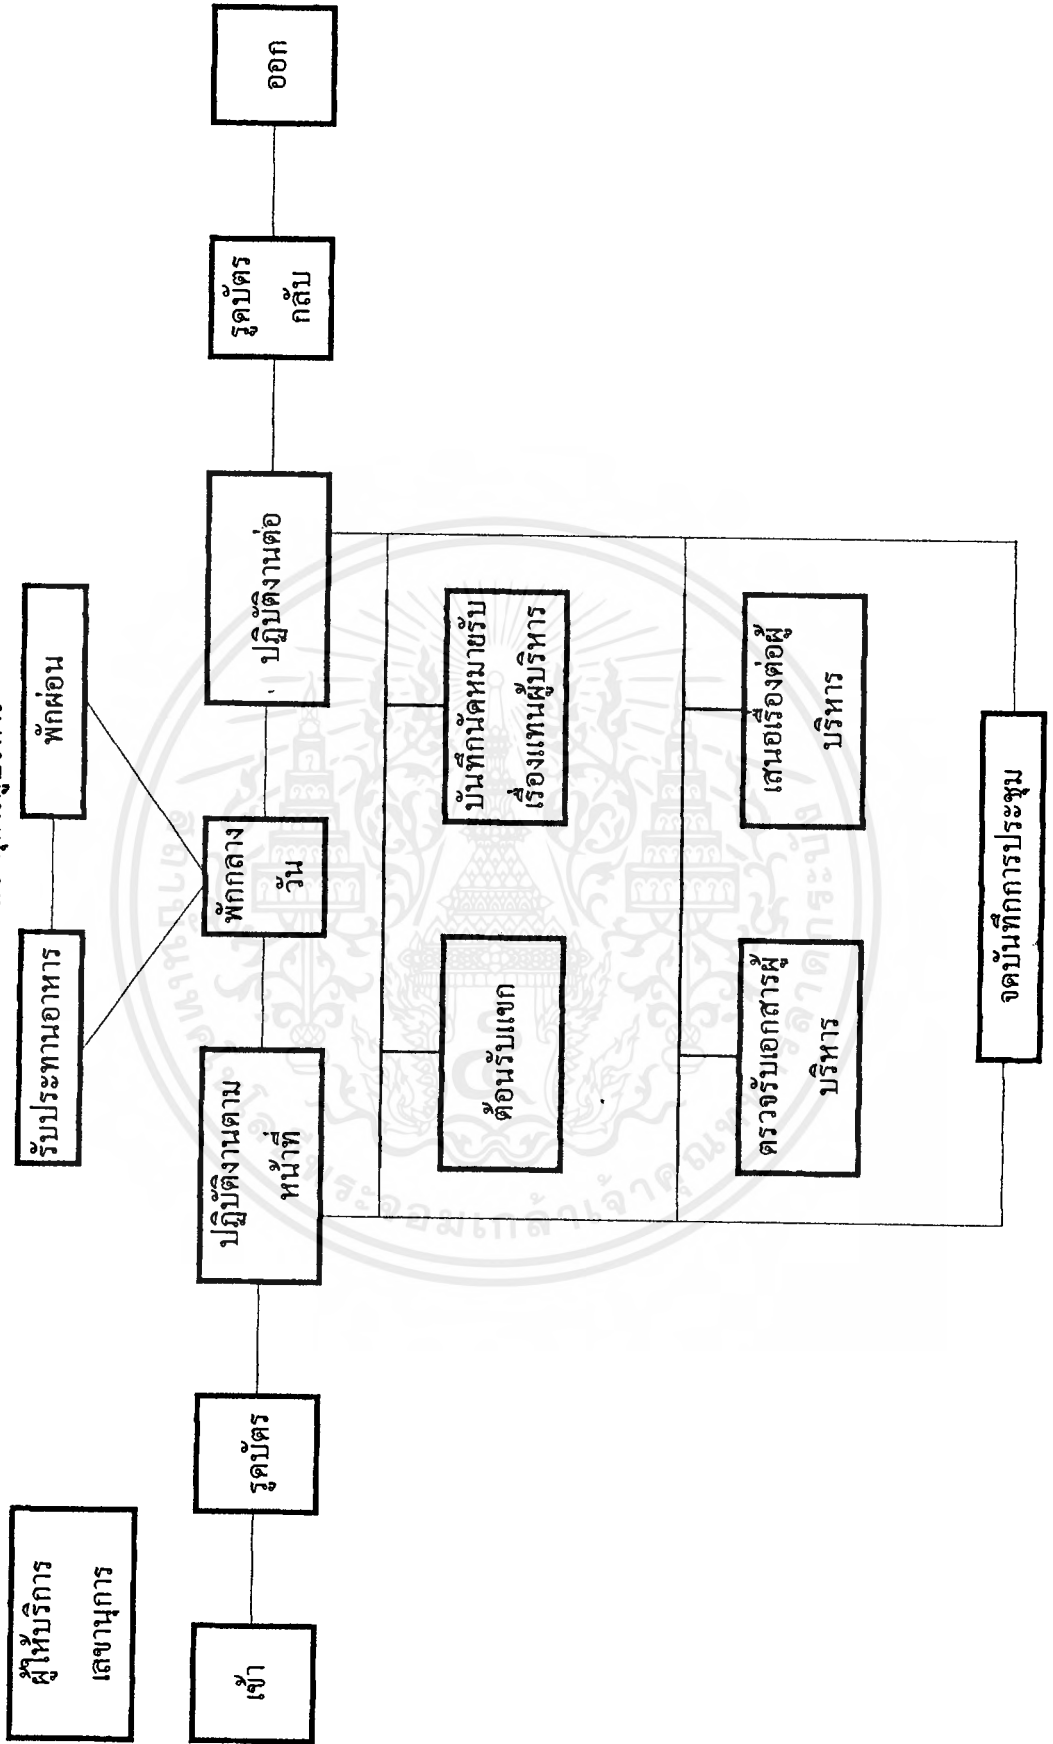 ผู้ให้บริการ
เลขานุการ
รับประทานอาหาร
พักผ่อน
เข้า
รูดบัตร
ปฏิบัติงานตาม
หน้าที่
พักกลาง
วัน
ปฏิบัติงานต่อ
รูดบัตร
กลับ
ออก
ต้อนรับแขก
บันทึกนัดหมายรับ
เรื่องแทนผู้บริหาร
ตรวจรับเอกสารผู้
บริหาร
เสนอเรื่องต่อผู้
บริหาร
จดบันทึกการประชุม